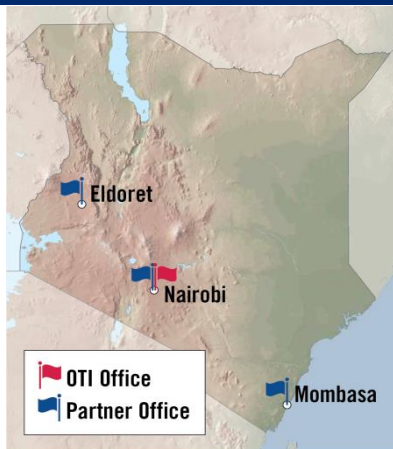 Eldoret
Nairobi
Mombasa
OTI Office
Partner Office